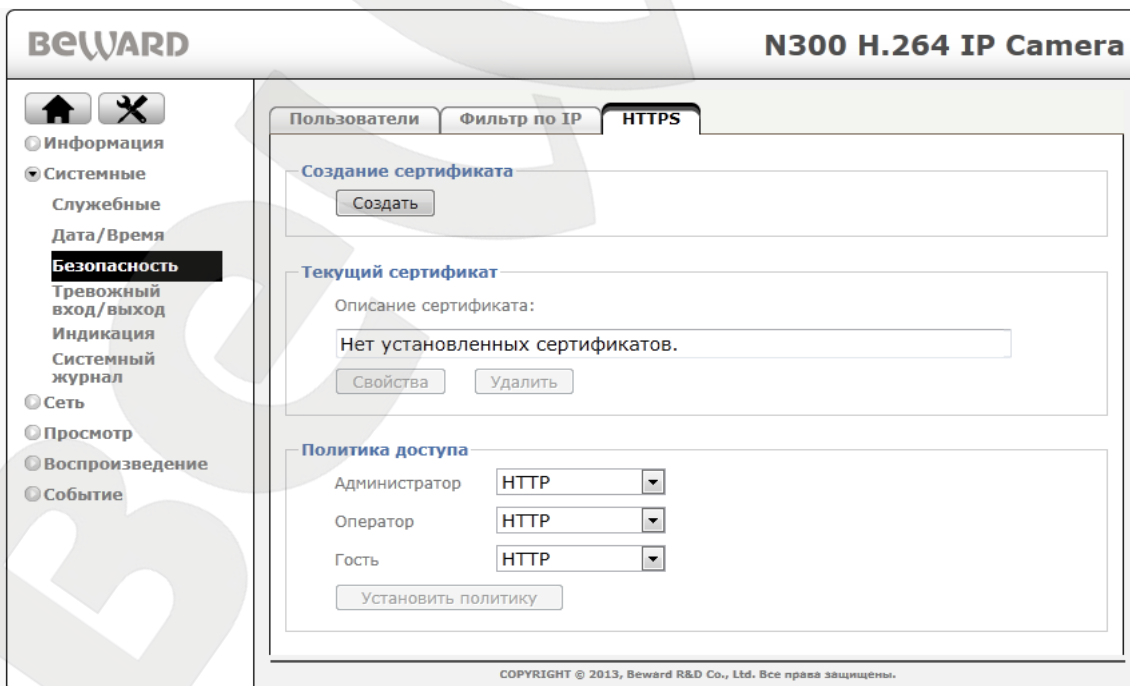 BEWARD
N300 H.264 IP Camera
Информация
Системные
Служебные
Дата/Время
Безопасность
Тревожный
вход/выход
Индикация
Системный
журнал
Сеть
Просмотр
Воспроизведение
Событие
Пользователи Фильтр по IP HTTPS
Создание сертификата
Создать
Текущий сертификат
Описание сертификата:
Нет установленных сертификатов.
Свойства Удалить
Политика доступа
Администратор HTTP
Оператор HTTP
Гость HTTP
Установить политику
COPYRIGHT © 2013, Beward R&D Co., Ltd. Все права защищены.